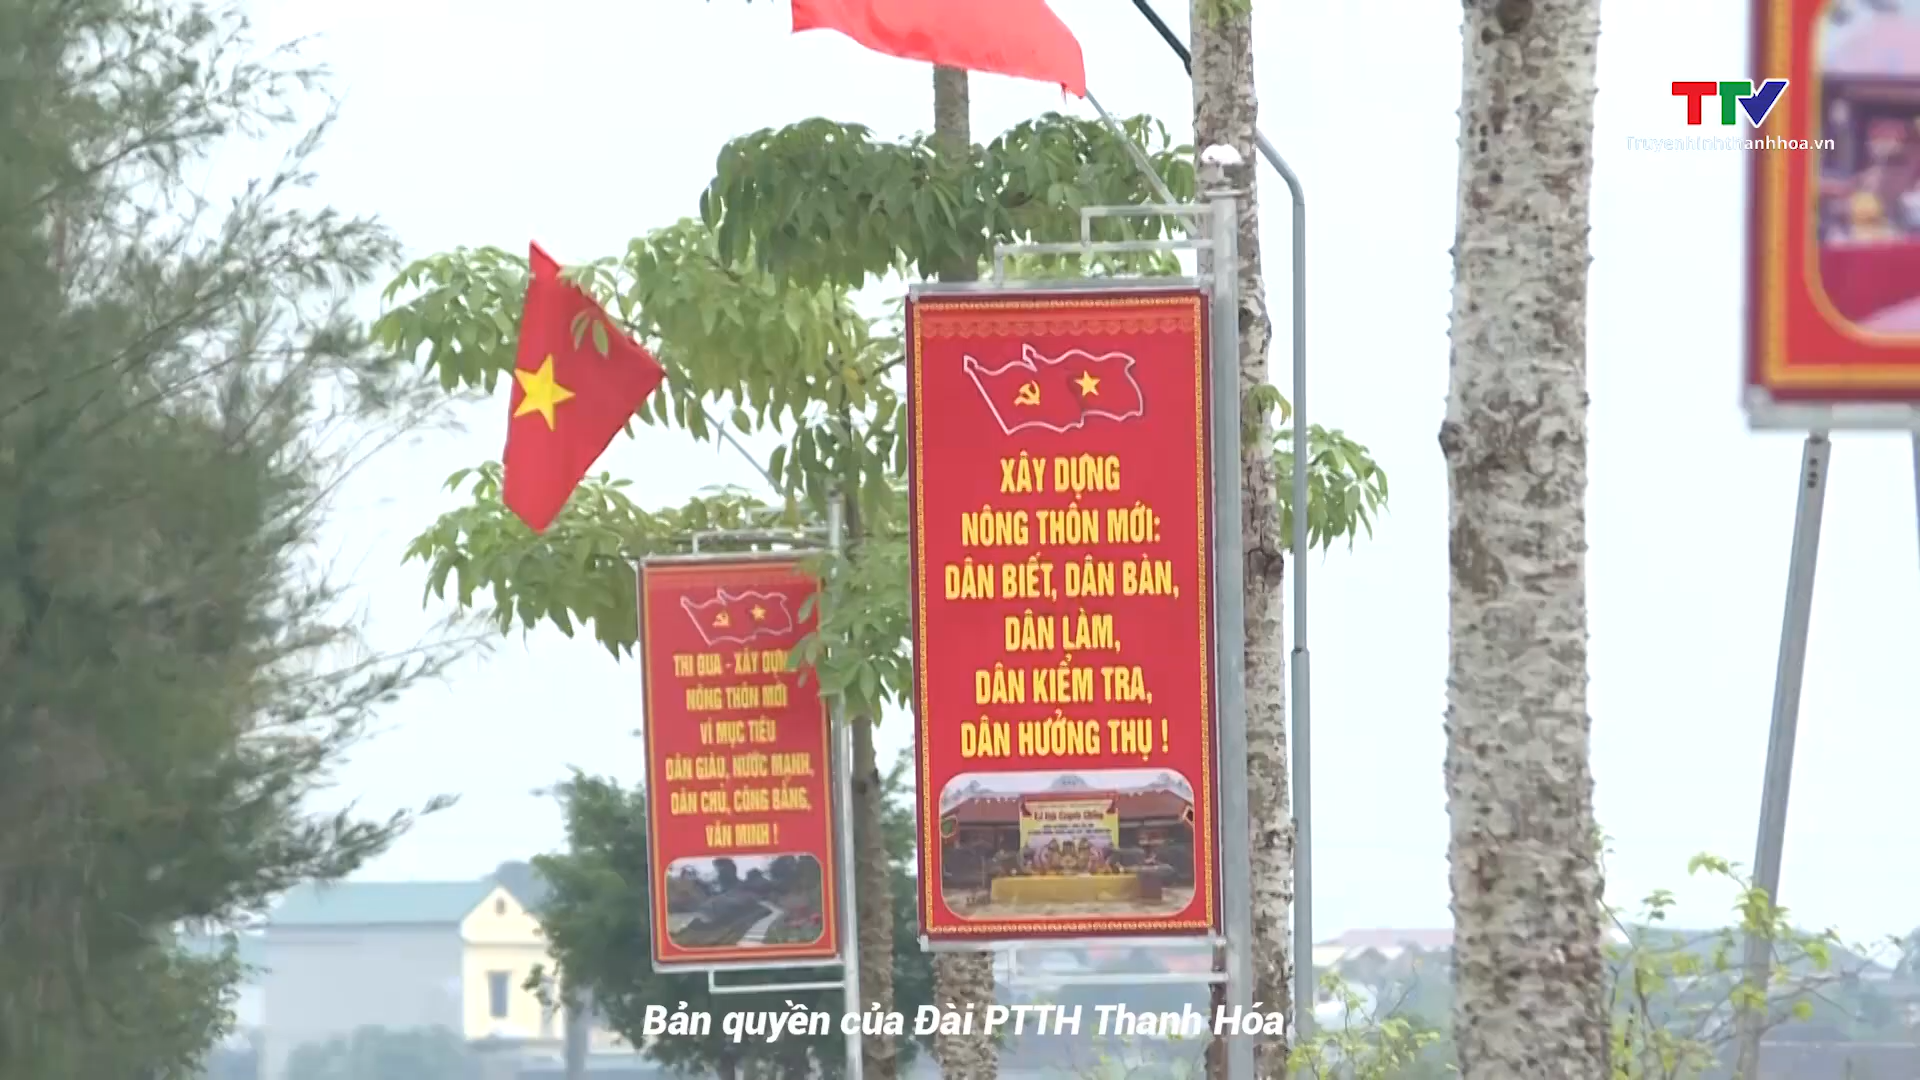 TTV
Truyenhinhthanhhoa.vn
XÂY DỰNG
NÔNG THÔN MỚI:
DÂN BIẾT, DÂN BÀN,
DÂN LÀM,
DÂN KIỂM TRA,
DÂN HƯỞNG THỤ !
THI ĐUA - XÂY DỰN
NÔNG THÔN MỚI
VÌ MỤC TIÊU
DÂN GIÀU, NƯỚC MẠNH,
DÂN CHỦ, CÔNG BẰNG,
VĂN MINH !
Bản quyền của Đài PTTH Thanh Hóa